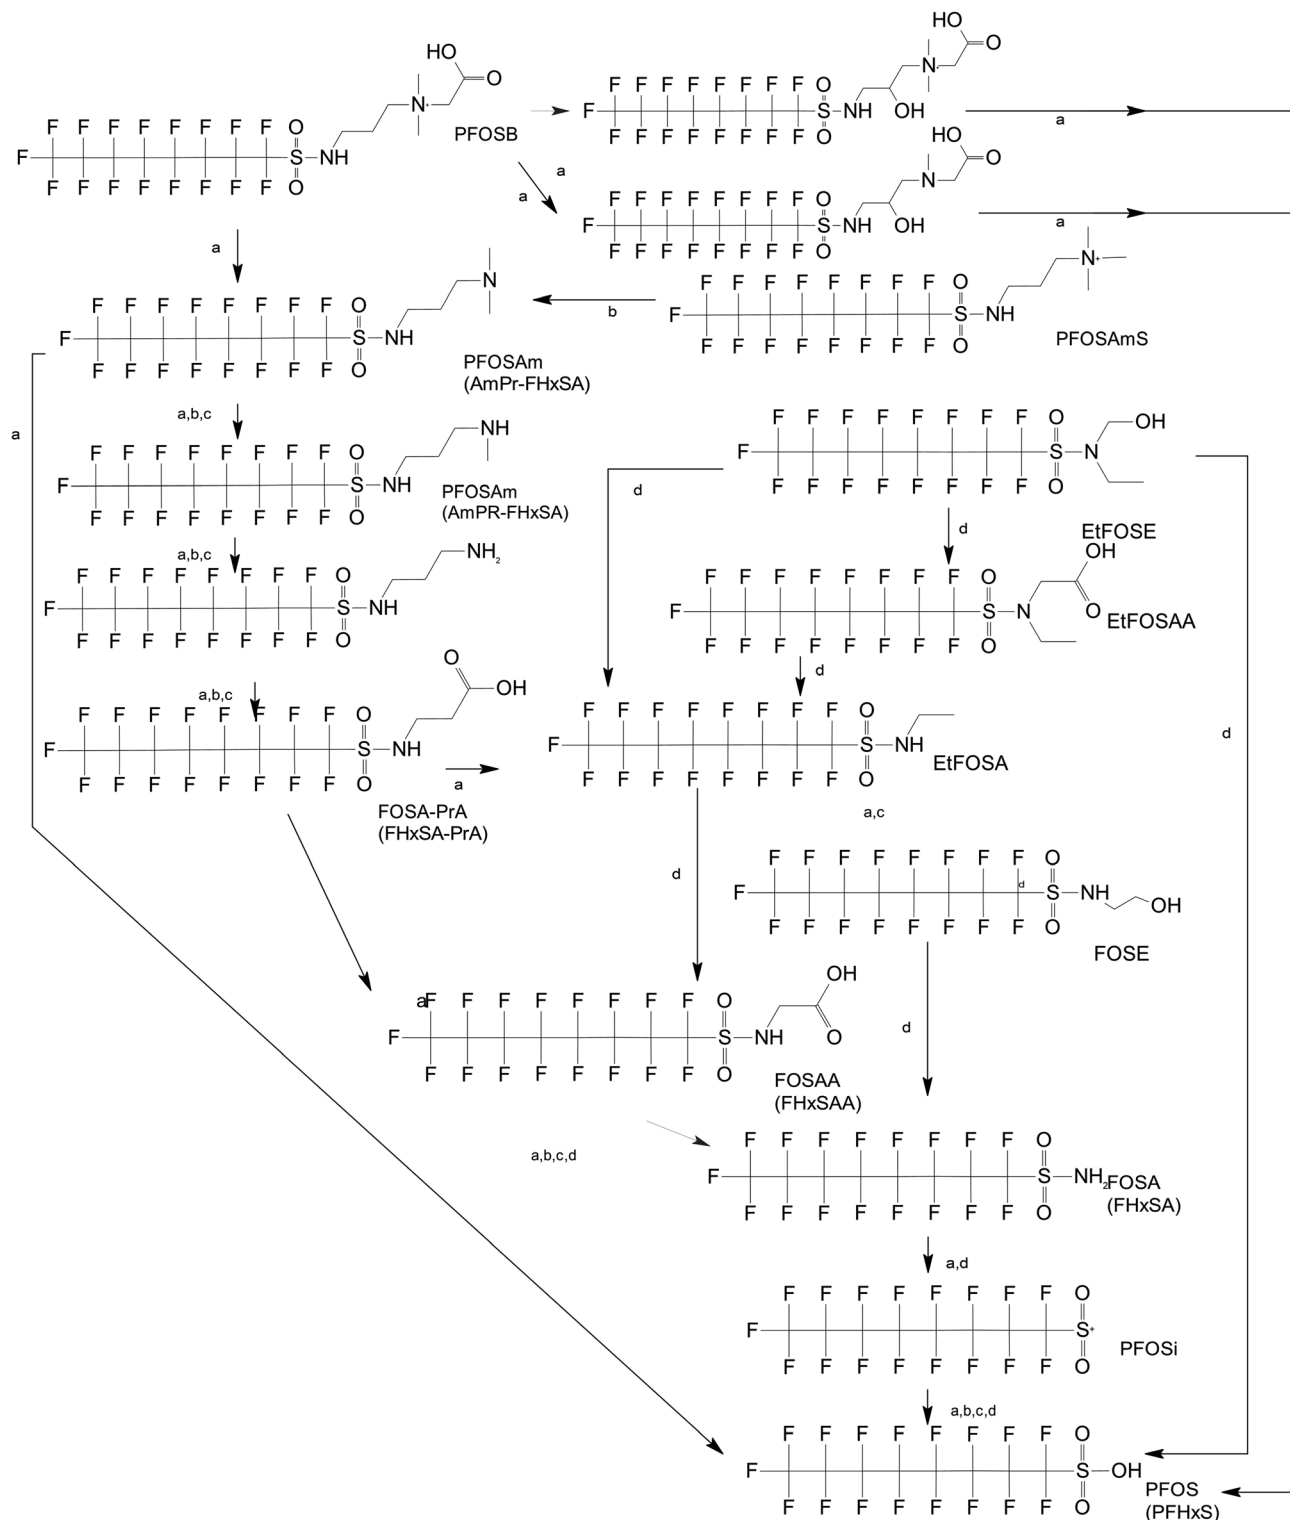 HO
O
N+
F F F F F F F F O
F S NH
F F F F F F F F O
PFOSB
HO
O
N+
F F F F F F F F O
F S NH OH
F F F F F F F F O
a
a
a
HO
O
N
F F F F F F F F O
F S NH OH
F F F F F F F F O
a
a
N
F F F F F F F F O
F S NH
F F F F F F F F O
PFOSAm
(AmPr-FHxSA)
b
N+
F F F F F F F F O
F S NH
F F F F F F F F O
PFOSAmS
a
a,b,c
NH
F F F F F F F F O
F S NH
F F F F F F F F O
PFOSAm
(AmPR-FHxSA)
F F F F F F F F O OH
F S N
F F F F F F F F O
d
d
EtFOSE
a,b,c
NH2
F F F F F F F F O
F S NH
F F F F F F F F O
OH
O
F F F F F F F F O
F S N
F F F F F F F F O
EtFOSAA
d
a,b,c
O
OH
F F F F F F F F O
F S NH
F F F F F F F F O
a
FOSA-PrA
(FHxSA-PrA)
F F F F F F F F O
F S NH
F F F F F F F F O
EtFOSA
d
a,c
d
F F F F F F F F O
d
F S NH OH
F F F F F F F F O
FOSE
d
OH
O
a
F F F F F F F F O
F S NH
F F F F F F F F O
FOSAA
(FHxSAA)
a,b,c,d
F F F F F F F F O
F S NH2
F F F F F F F F O
FOSA
(FHxSA)
a,d
F F F F F F F F O
F S+
F F F F F F F F O
PFOSi
a,b,c,d
F F F F F F F F O
F S OH
F F F F F F F F O
PFOS
(PFHxS)